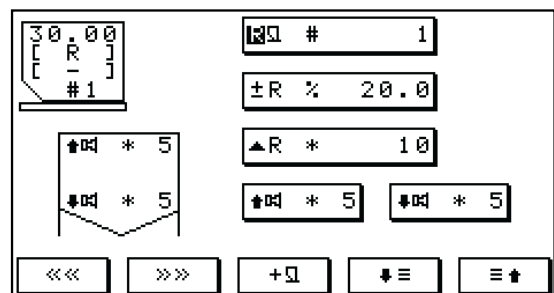 30.00
[ R ]
[ - ]
#1
R # 1
±R % 20.0
▲R * 10
* 5
* 5
* 5 * 5
<< >> + ≡ ≡